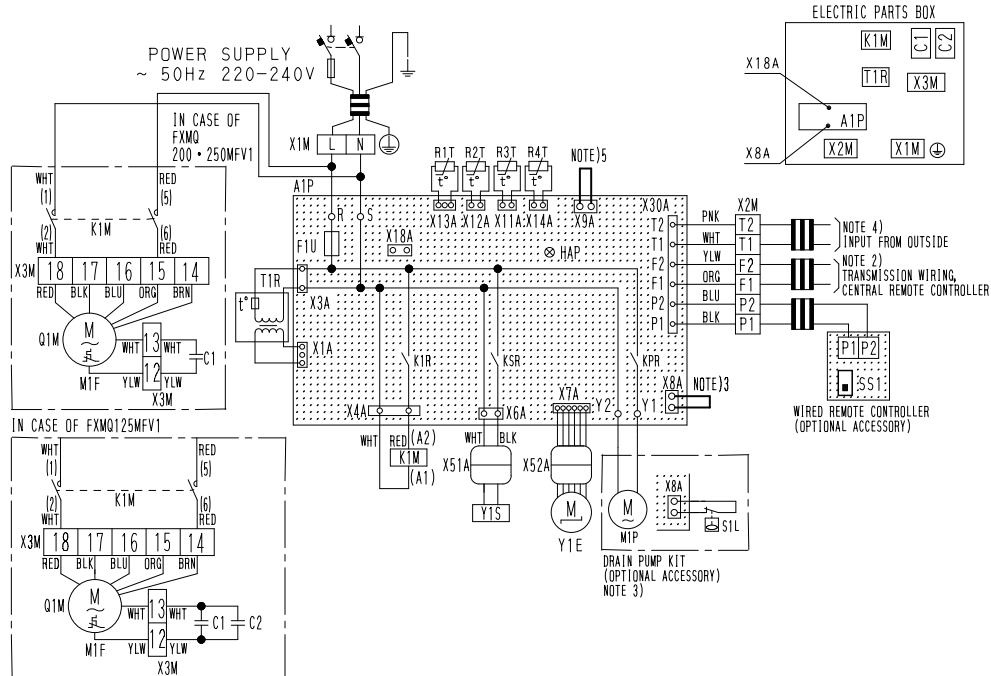 ELECTRIC PARTS BOX
K1M
C1
C2
X18A
T1R
X3M
A1P
X8A
X2M
X1M
POWER SUPPLY
~ 50Hz 220-240V
IN CASE OF
FXMQ
200・250MFV1
X1M
L
N
A1P
R
S
F1U
X18A
T1R
t°
X3A
X1A
R1T
R2T
R3T
R4T
t°
t°
t°
t°
X13A
X12A
X11A
X14A
NOTE)5
X9A
HAP
X30A
T2
T1
F2
F1
P2
P1
PNK
WHT
YLW
ORG
BLU
BLK
X2M
T2
T1
F2
F1
P2
P1
NOTE 4)
INPUT FROM OUTSIDE
NOTE 2)
TRANSMISSION WIRING,
CENTRAL REMOTE CONTROLLER
P1
P2
SS1
WIRED REMOTE CONTROLLER
(OPTIONAL ACCESSORY)
WHT
(1)
RED
(5)
K1M
(2)
WHT
(6)
RED
X3M
18
17
16
15
14
RED
BLK
BLU
ORG
BRN
Q1M
M
~
M1F
WHT
13
WHT
YLW
12
YLW
C1
X3M
K1R
KSR
KPR
X4A
X6A
X7A
Y2
Y1
X8A
NOTE)3
WHT
RED
(A2)
K1M
(A1)
WHT
BLK
X51A
Y1S
X52A
M
Y1E
M
~
M1P
X8A
S1L
DRAIN PUMP KIT
(OPTIONAL ACCESSORY)
NOTE 3)
IN CASE OF FXMQ125MFV1
WHT
(1)
RED
(5)
K1M
(2)
WHT
(6)
RED
X3M
18
17
16
15
14
RED
BLK
BLU
ORG
BRN
Q1M
M
~
M1F
WHT
13
WHT
YLW
12
YLW
C1
C2
X3M